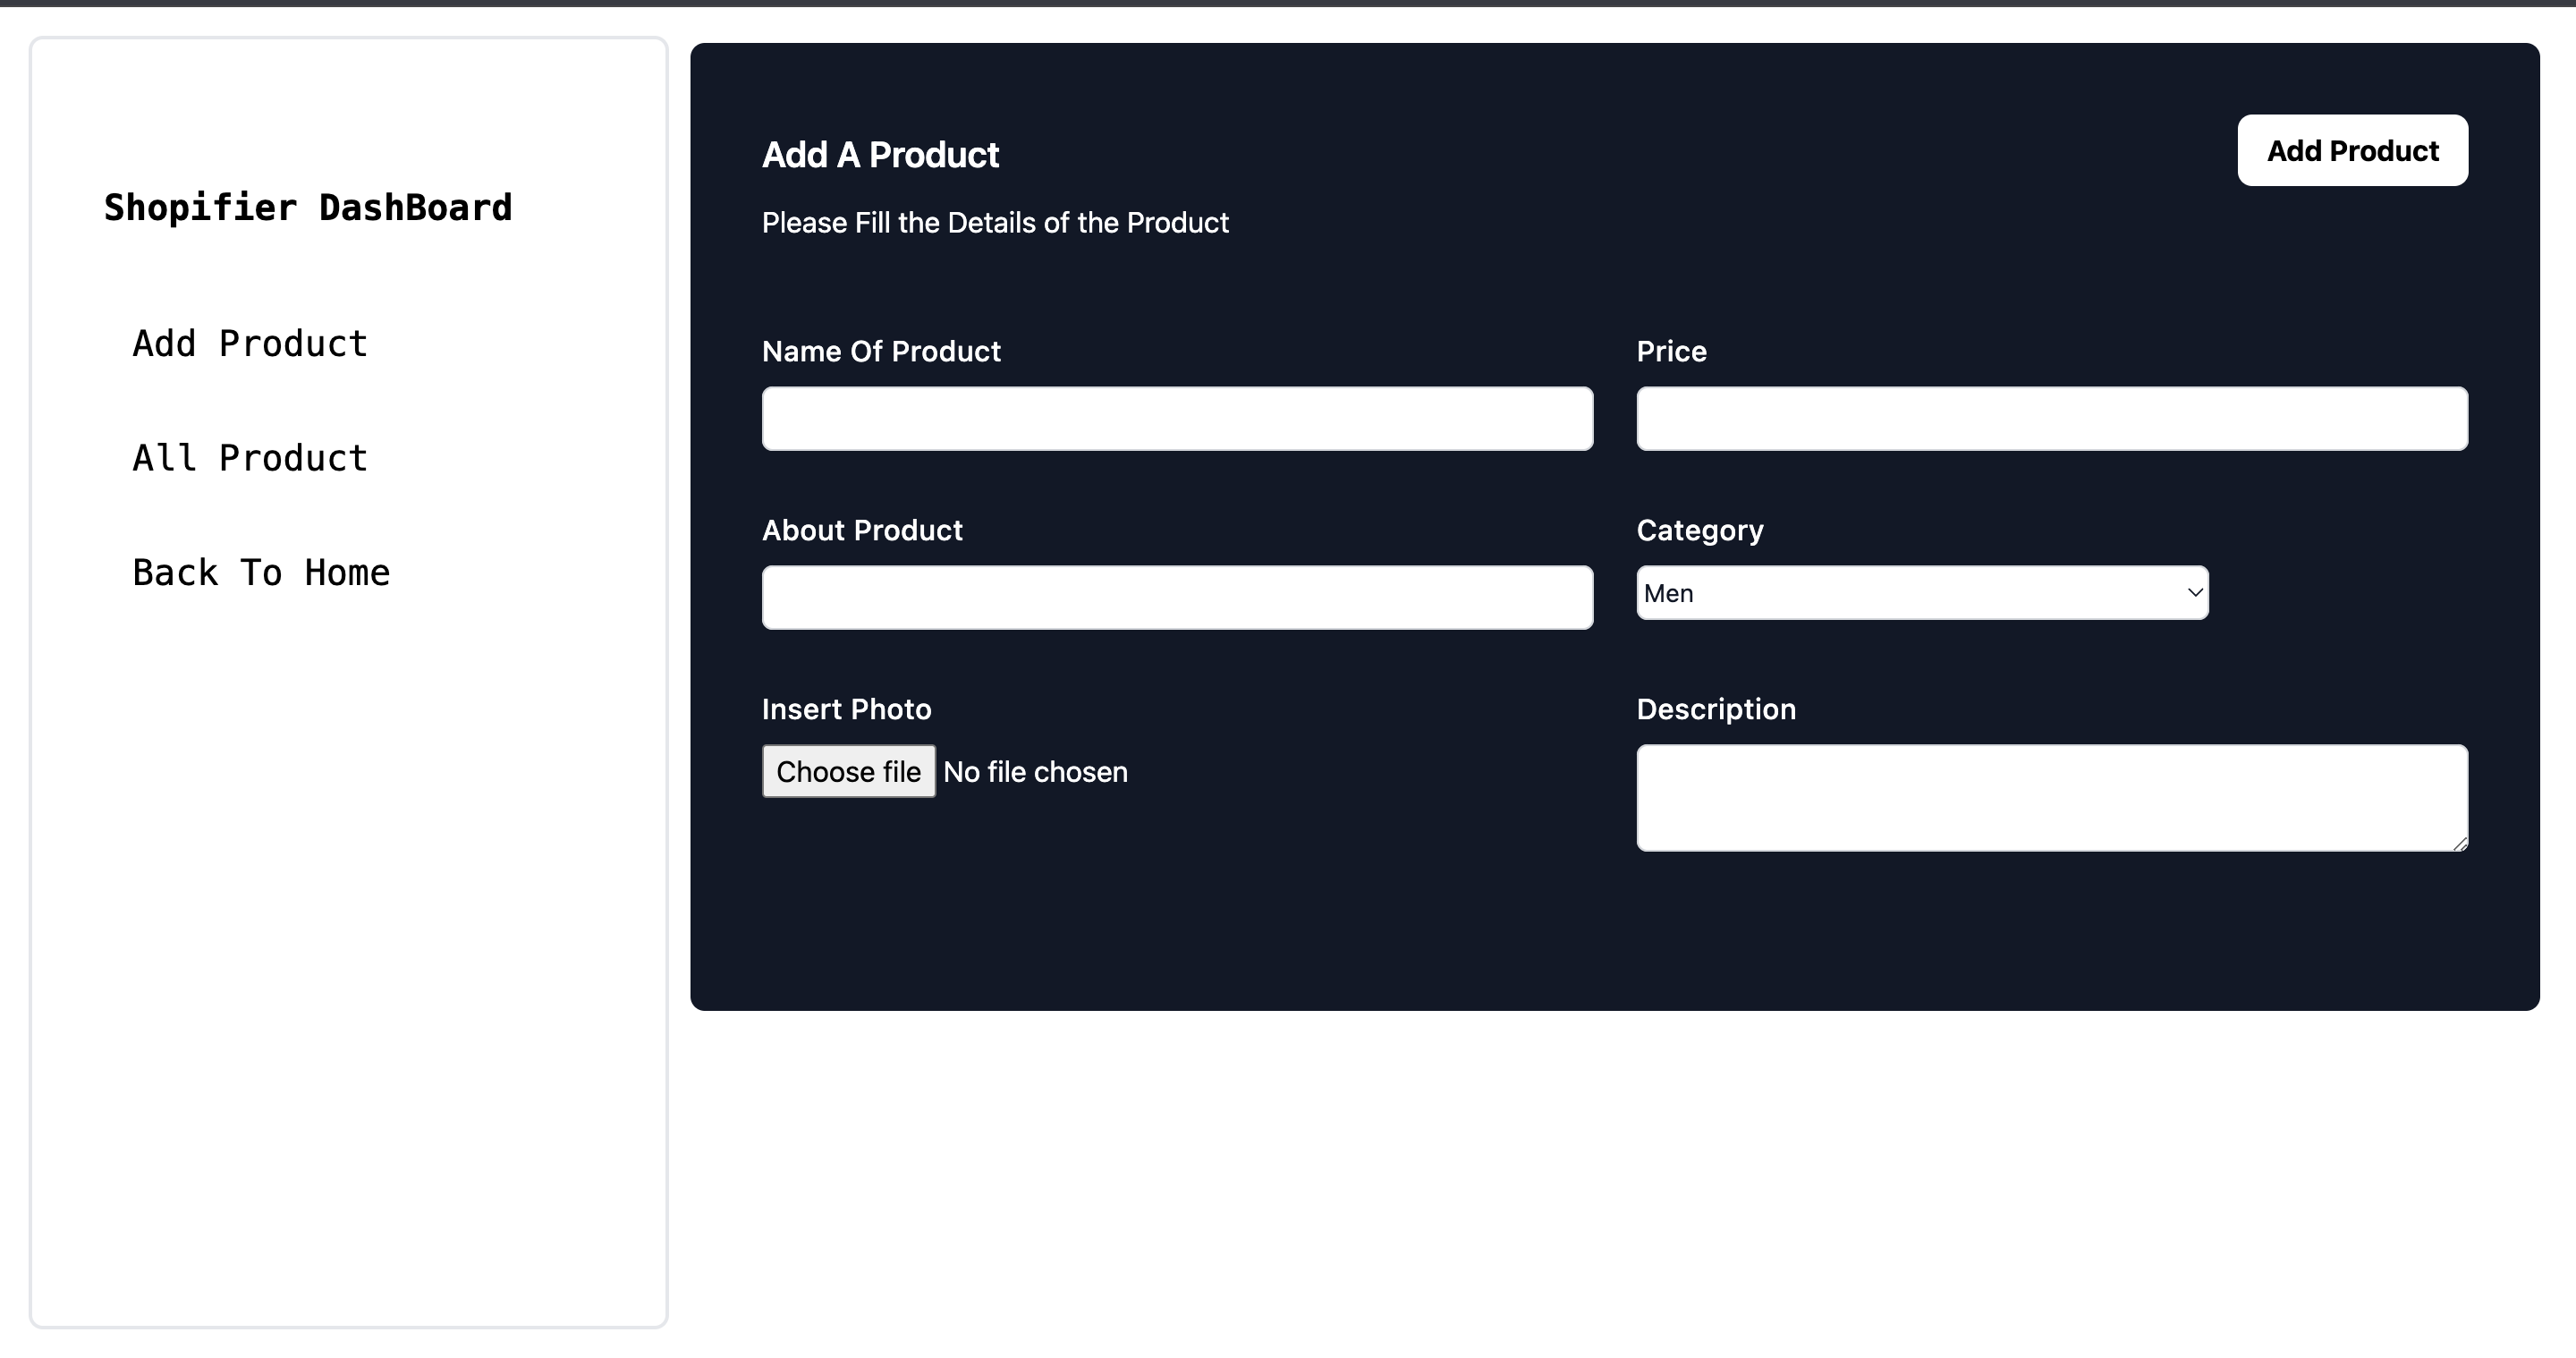 Shopifier DashBoard
Add Product
All Product
Back To Home
Add A Product
Add Product
Please Fill the Details of the Product
Name Of Product
Price
About Product
Category
Men
Insert Photo
Choose file No file chosen
Description